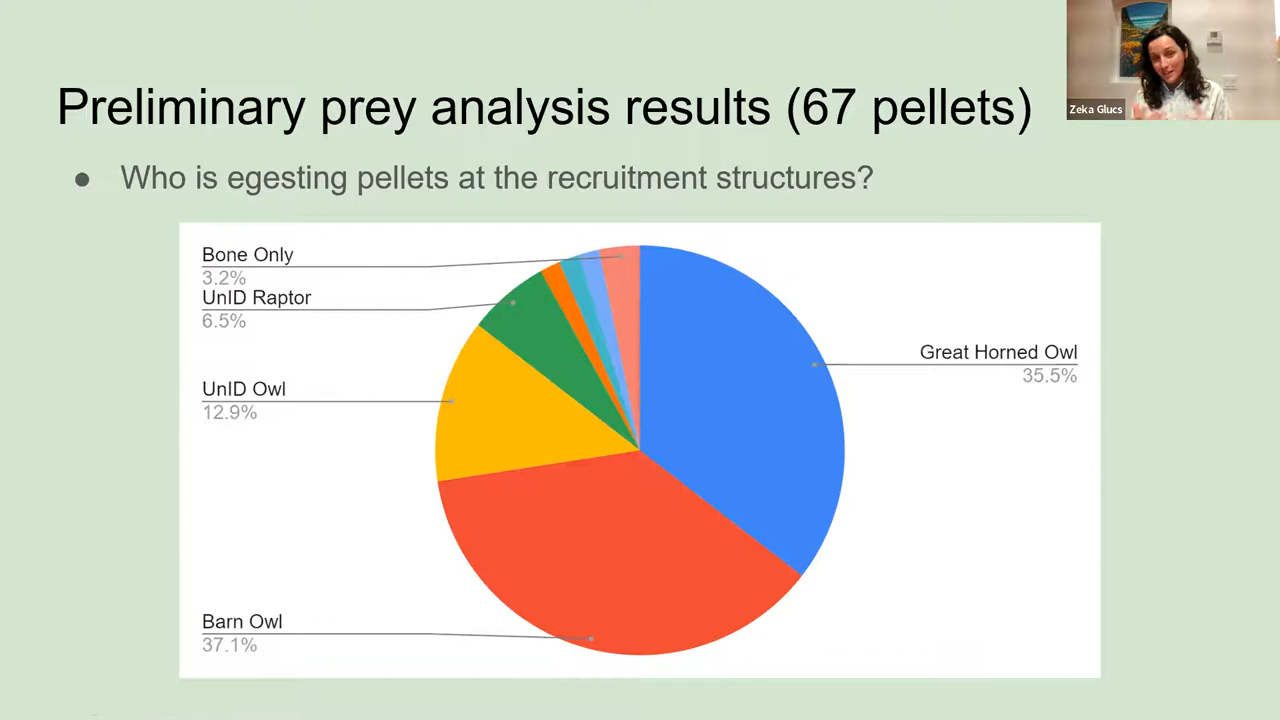 Preliminary prey analysis results (67 pellets)
Zeka Glucs
● Who is egesting pellets at the recruitment structures?
Bone Only
3.2%
UnID Raptor
6.5%
Great Horned Owl
35.5%
UnID Owl
12.9%
Barn Owl
37.1%